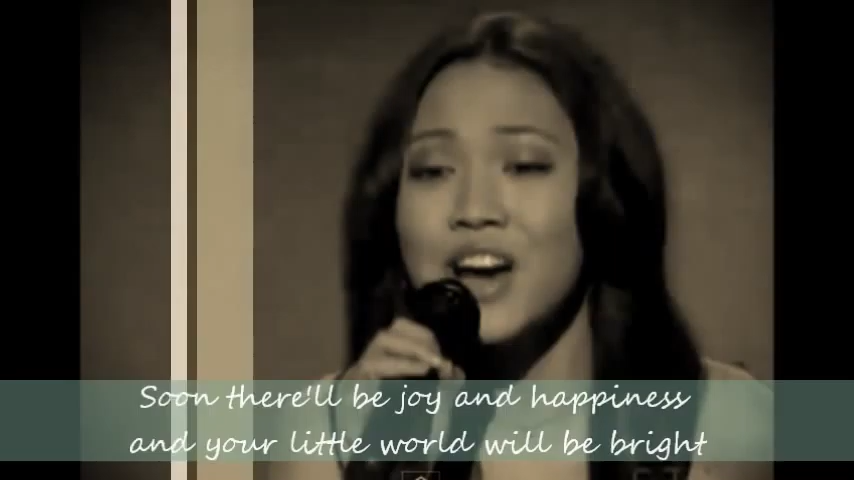 Soon there'll be joy and happiness
and your little world will be bright